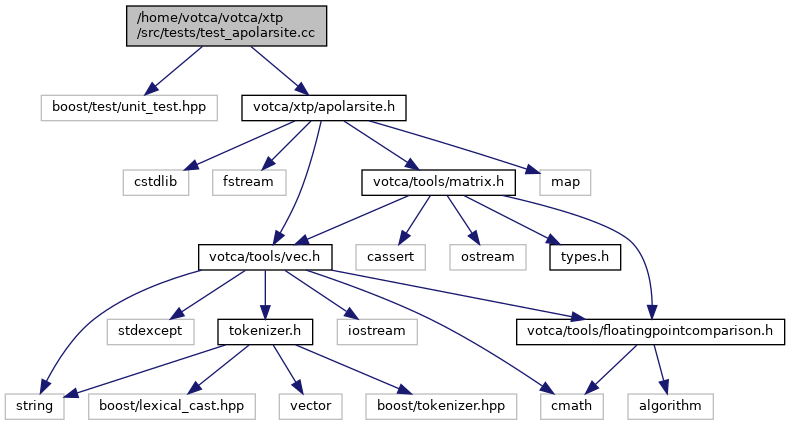 /home/votca/votca/xtp
/src/tests/test_apolarsite.cc
boost/test/unit_test.hpp
votca/xtp/apolarsite.h
cstdlib
fstream
votca/tools/matrix.h
map
votca/tools/vec.h
cassert
ostream
types.h
stdexcept
tokenizer.h
iostream
votca/tools/floatingpointcomparison.h
string
boost/lexical_cast.hpp
vector
boost/tokenizer.hpp
cmath
algorithm